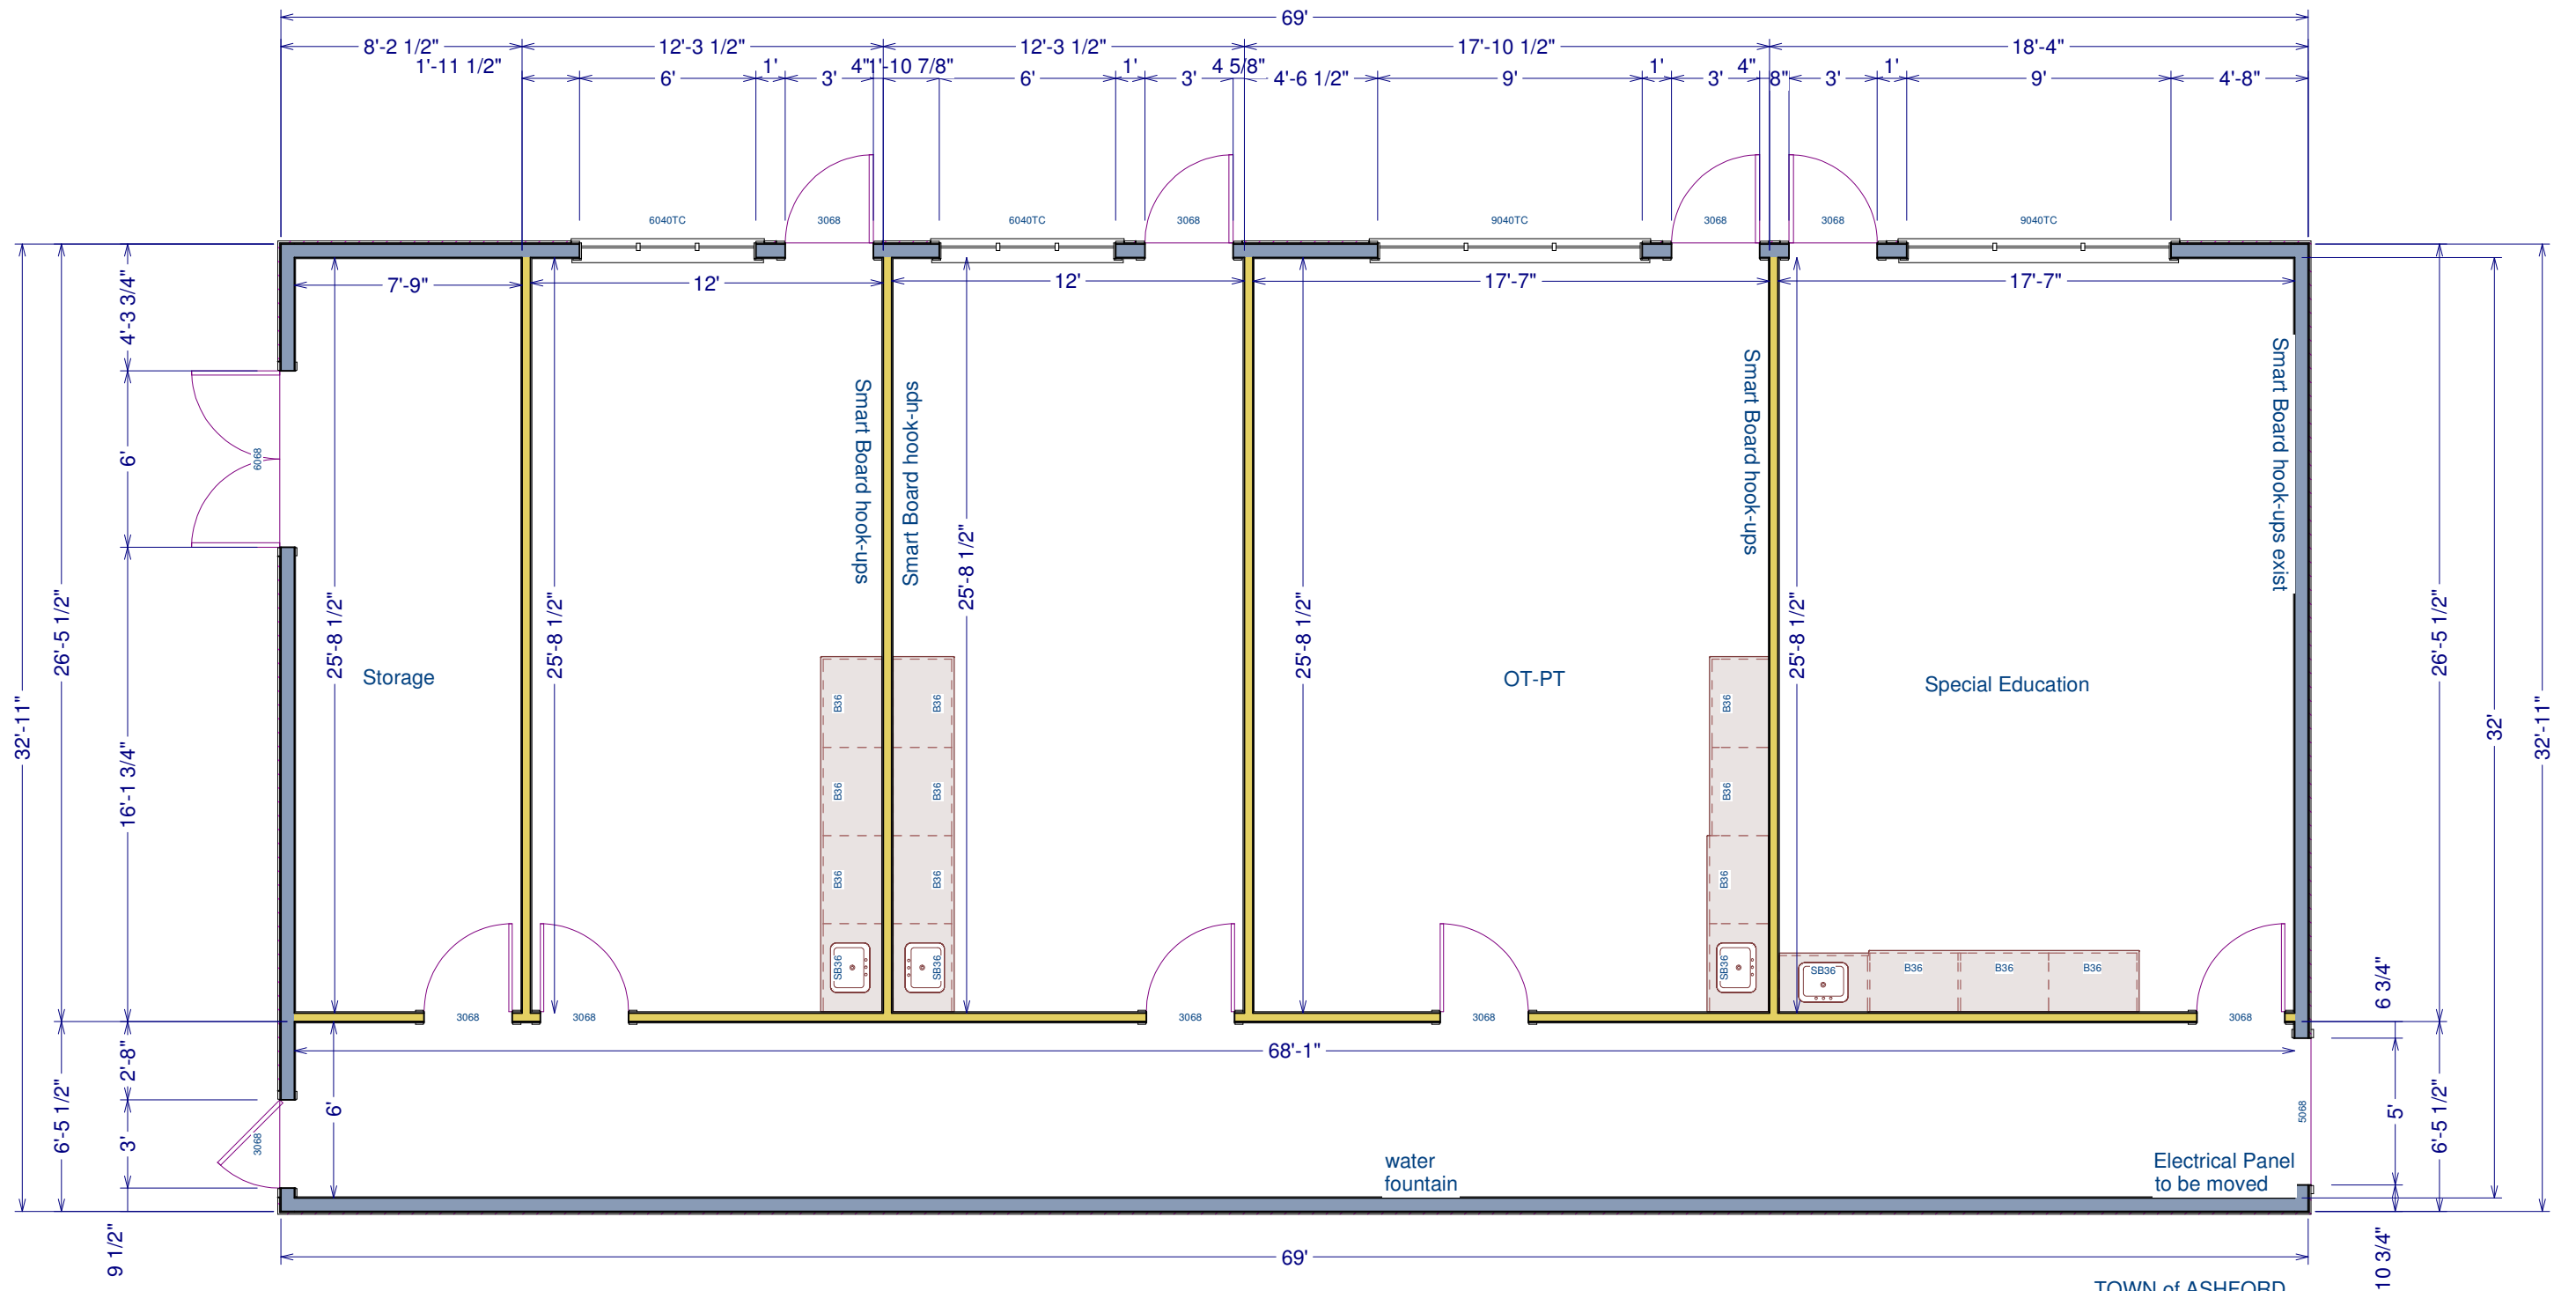 69'
8'-2 1/2" 12'-3 1/2" 12'-3 1/2" 17'-10 1/2" 18'-4"
1'-11 1/2" 6' 1' 3' 4" 1'-10 7/8" 6' 1' 3' 4 5/8" 4'-6 1/2" 9' 1' 3' 4" 8" 3' 1' 9' 4'-8"
6040TC 3068 6040TC 3068 9040TC 3068 3068 9040TC
7'-9" 12' 12' 17'-7" 17'-7"
32'-11"
26'-5 1/2"
6'-5 1/2"
4'-3 3/4"
6'
16'-1 3/4"
2'-8"
3'
9 1/2"
6068
3068
25'-8 1/2"
Storage
25'-8 1/2"
Smart Board hook-ups
Smart Board hook-ups
25'-8 1/2"
25'-8 1/2"
OT-PT
Smart Board hook-ups
25'-8 1/2"
Special Education
Smart Board hook-ups exist
B36 B36 B36
B36 B36 B36
B36 B36 B36
SB36 SB36 SB36
SB36 B36 B36 B36
3068 3068 3068 3068 3068
68'-1"
6'
water
fountain
Electrical Panel
to be moved
5068
6 3/4"
5'
10 3/4"
26'-5 1/2"
6'-5 1/2"
32'
32'-11"
69'
TOWN of ASHFORD